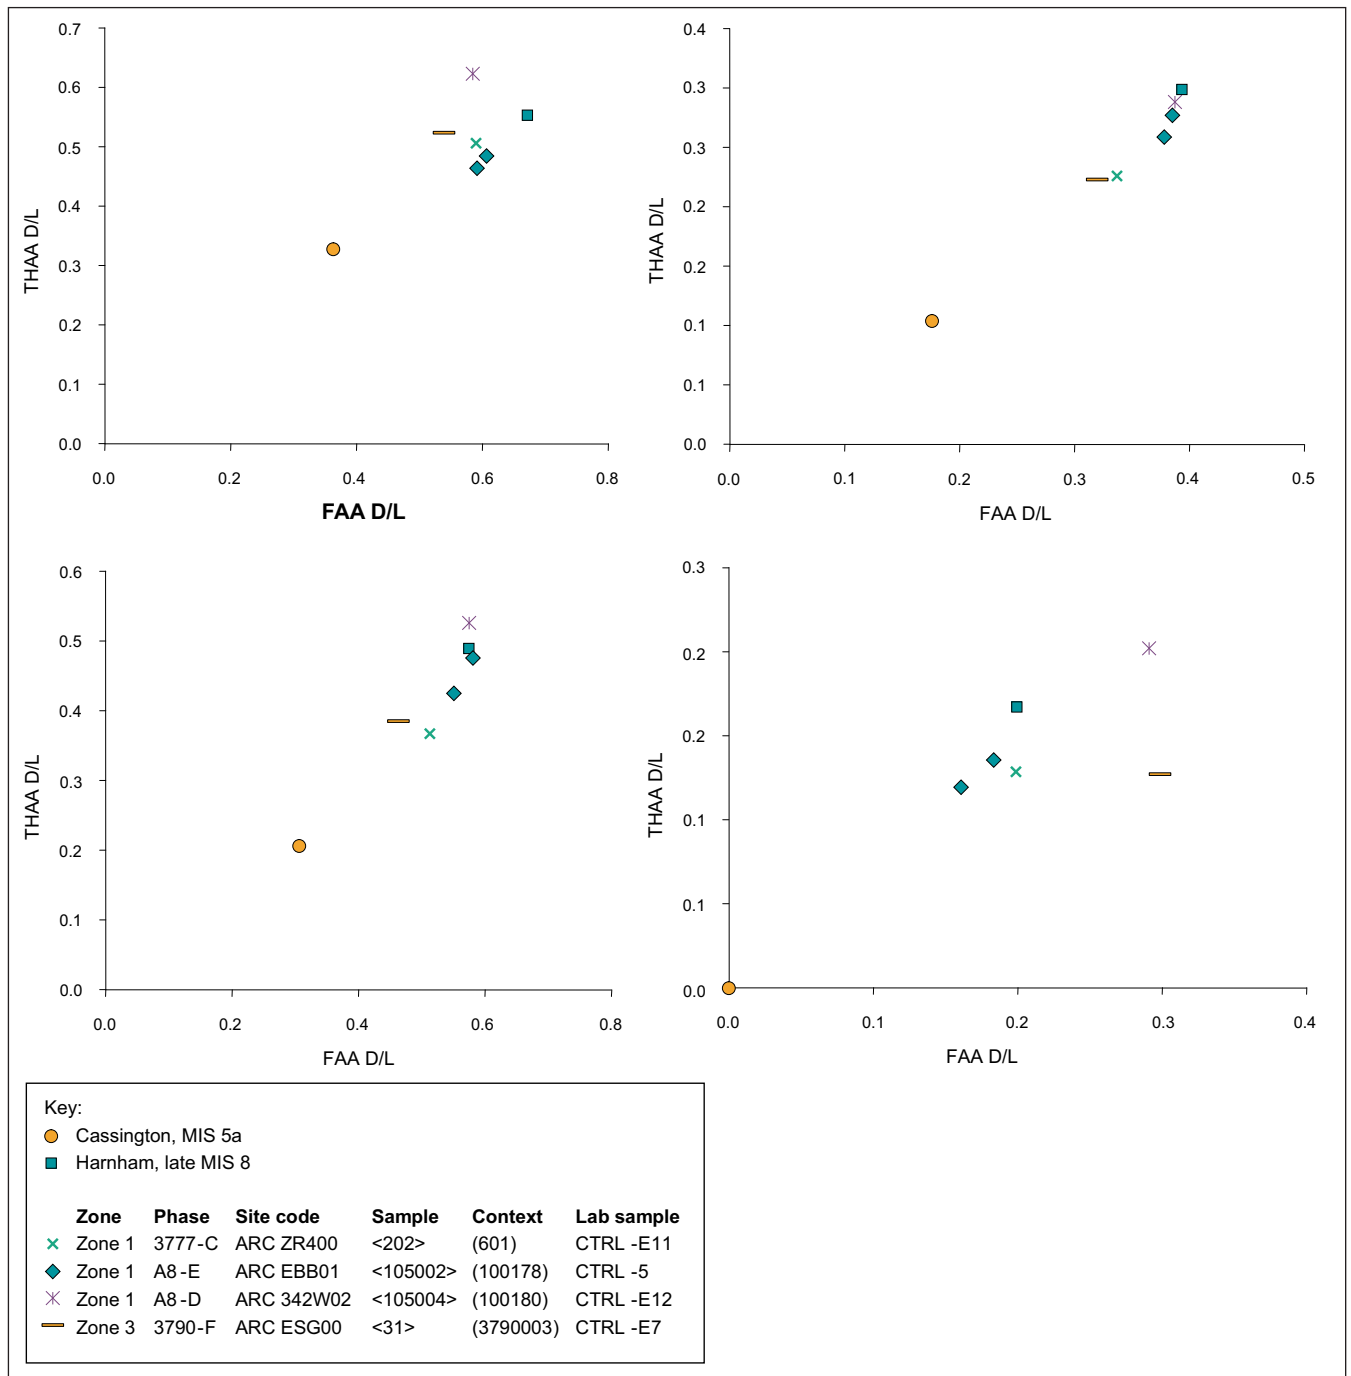 0.7
0.6
0.5
0.4
0.3
0.2
0.1
0.0
THAA D/L
0.0 0.2 0.4 0.6 0.8
FAA D/L
0.4
0.3
0.3
0.2
0.2
0.1
0.1
0.0
THAA D/L
0.0 0.1 0.2 0.3 0.4 0.5
FAA D/L
0.6
0.5
0.4
0.3
0.2
0.1
0.0
THAA D/L
0.0 0.2 0.4 0.6 0.8
FAA D/L
0.3
0.2
0.2
0.1
0.1
0.0
THAA D/L
0.0 0.1 0.2 0.3 0.4
FAA D/L
Key:
Cassington, MIS 5a
Harnham, late MIS 8
Zone Phase Site code Sample Context Lab sample
Zone 1 3777-C ARC ZR400 <202> (601) CTRL -E11
Zone 1 A8-E ARC EBB01 <105002> (100178) CTRL -5
Zone 1 A8-D ARC 342W02 <105004> (100180) CTRL -E12
Zone 3 3790-F ARC ESG00 <31> (3790003) CTRL -E7